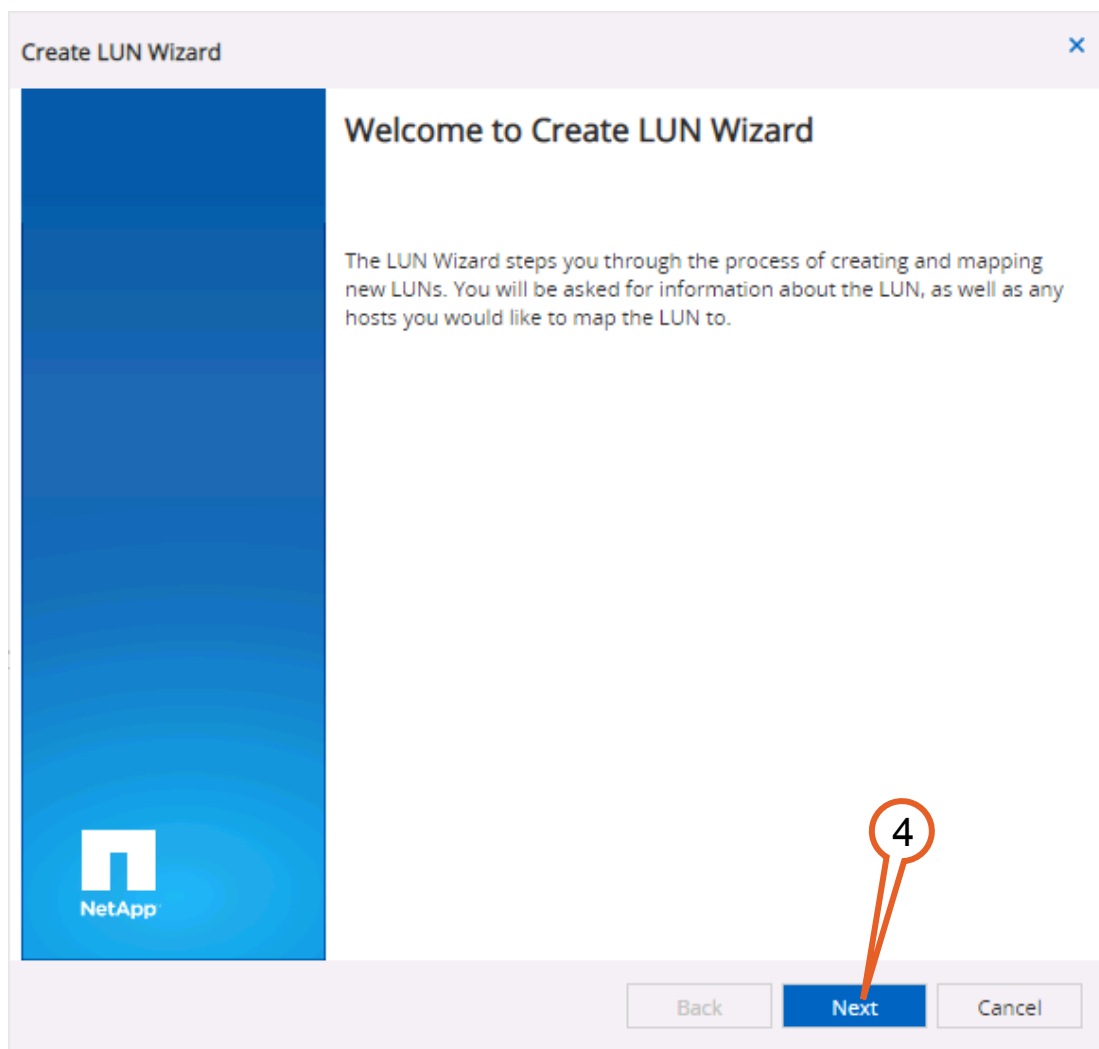 Create LUN Wizard
×
Welcome to Create LUN Wizard
The LUN Wizard steps you through the process of creating and mapping
new LUNs. You will be asked for information about the LUN, as well as any
hosts you would like to map the LUN to.
4
NetApp
Back Next Cancel